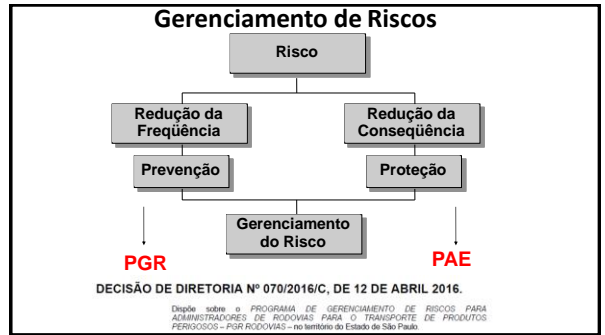 Gerenciamento de Riscos
Risco
Redução da
Freqüência
Redução da
Conseqüência
Prevenção
Proteção
Gerenciamento
do Risco
PGR
PAE
DECISÃO DE DIRETORIA Nº 070/2016/C, DE 12 DE ABRIL 2016.
Dispõe sobre o PROGRAMA DE GERENCIAMENTO DE RISCOS PARA
ADMINISTRADORES DE RODOVIAS PARA O TRANSPORTE DE PRODUTOS
PERIGOSOS – PGR RODOVIAS – no território do Estado de São Paulo.